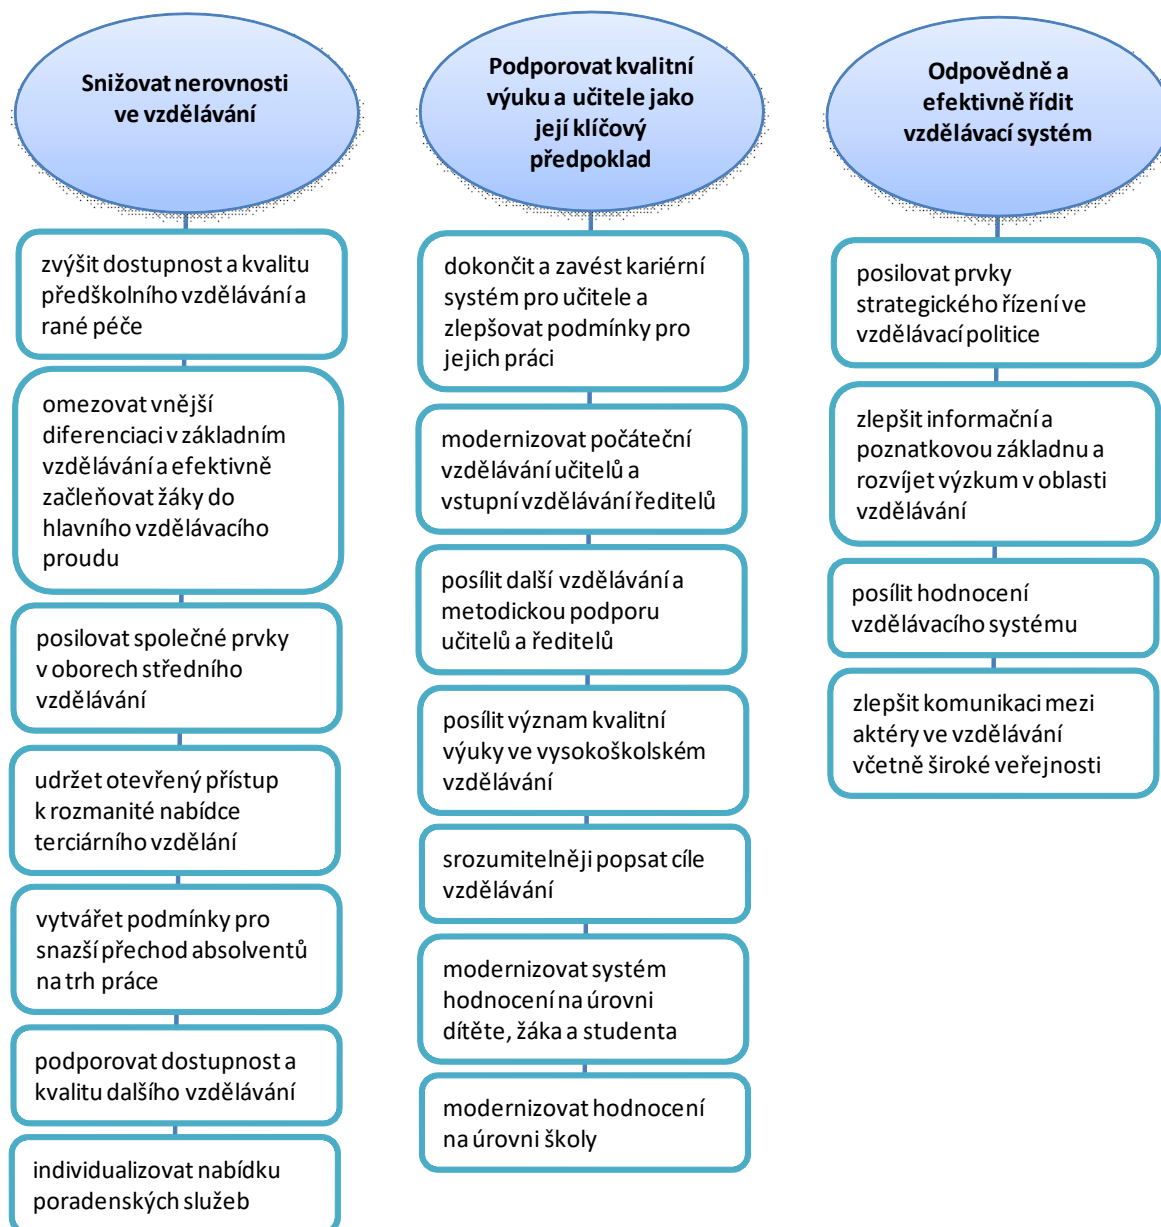 Snižovat nerovnosti
ve vzdělávání
zvýšit dostupnost a kvalitu
předškolního vzdělávání a
rané péče
omezovat vnější
diferenciaci v základním
vzdělávání a efektivně
začleňovat žáky do
hlavního vzdělávacího
proudu
posilovat společné prvky
v oborech středního
vzdělávání
udržet otevřený přístup
k rozmanité nabídce
terciárního vzdělání
vytvářet podmínky pro
snazší přechod absolventů
na trh práce
podporovat dostupnost a
kvalitu dalšího vzdělávání
individualizovat nabídku
poradenských služeb
Podporovat kvalitní
výuku a učitele jako
její klíčový
předpoklad
dokončit a zavést kariérní
systém pro učitele a
zlepšovat podmínky pro
jejich práci
modernizovat počáteční
vzdělávání učitelů a
vstupní vzdělávání ředitelů
posílit další vzdělávání a
metodickou podporu
učitelů a ředitelů
posílit význam kvalitní
výuky ve vysokoškolském
vzdělávání
srozumitelněji popsat cíle
vzdělávání
modernizovat systém
hodnocení na úrovni
dítěte, žáka a studenta
modernizovat hodnocení
na úrovni školy
Odpovědně a
efektivně řídit
vzdělávací systém
posilovat prvky
strategického řízení ve
vzdělávací politice
zlepšit informační a
poznatkovou základnu a
rozvíjet výzkum v oblasti
vzdělávání
posílit hodnocení
vzdělávacího systému
zlepšit komunikaci mezi
aktéry ve vzdělávání
včetně široké veřejnosti